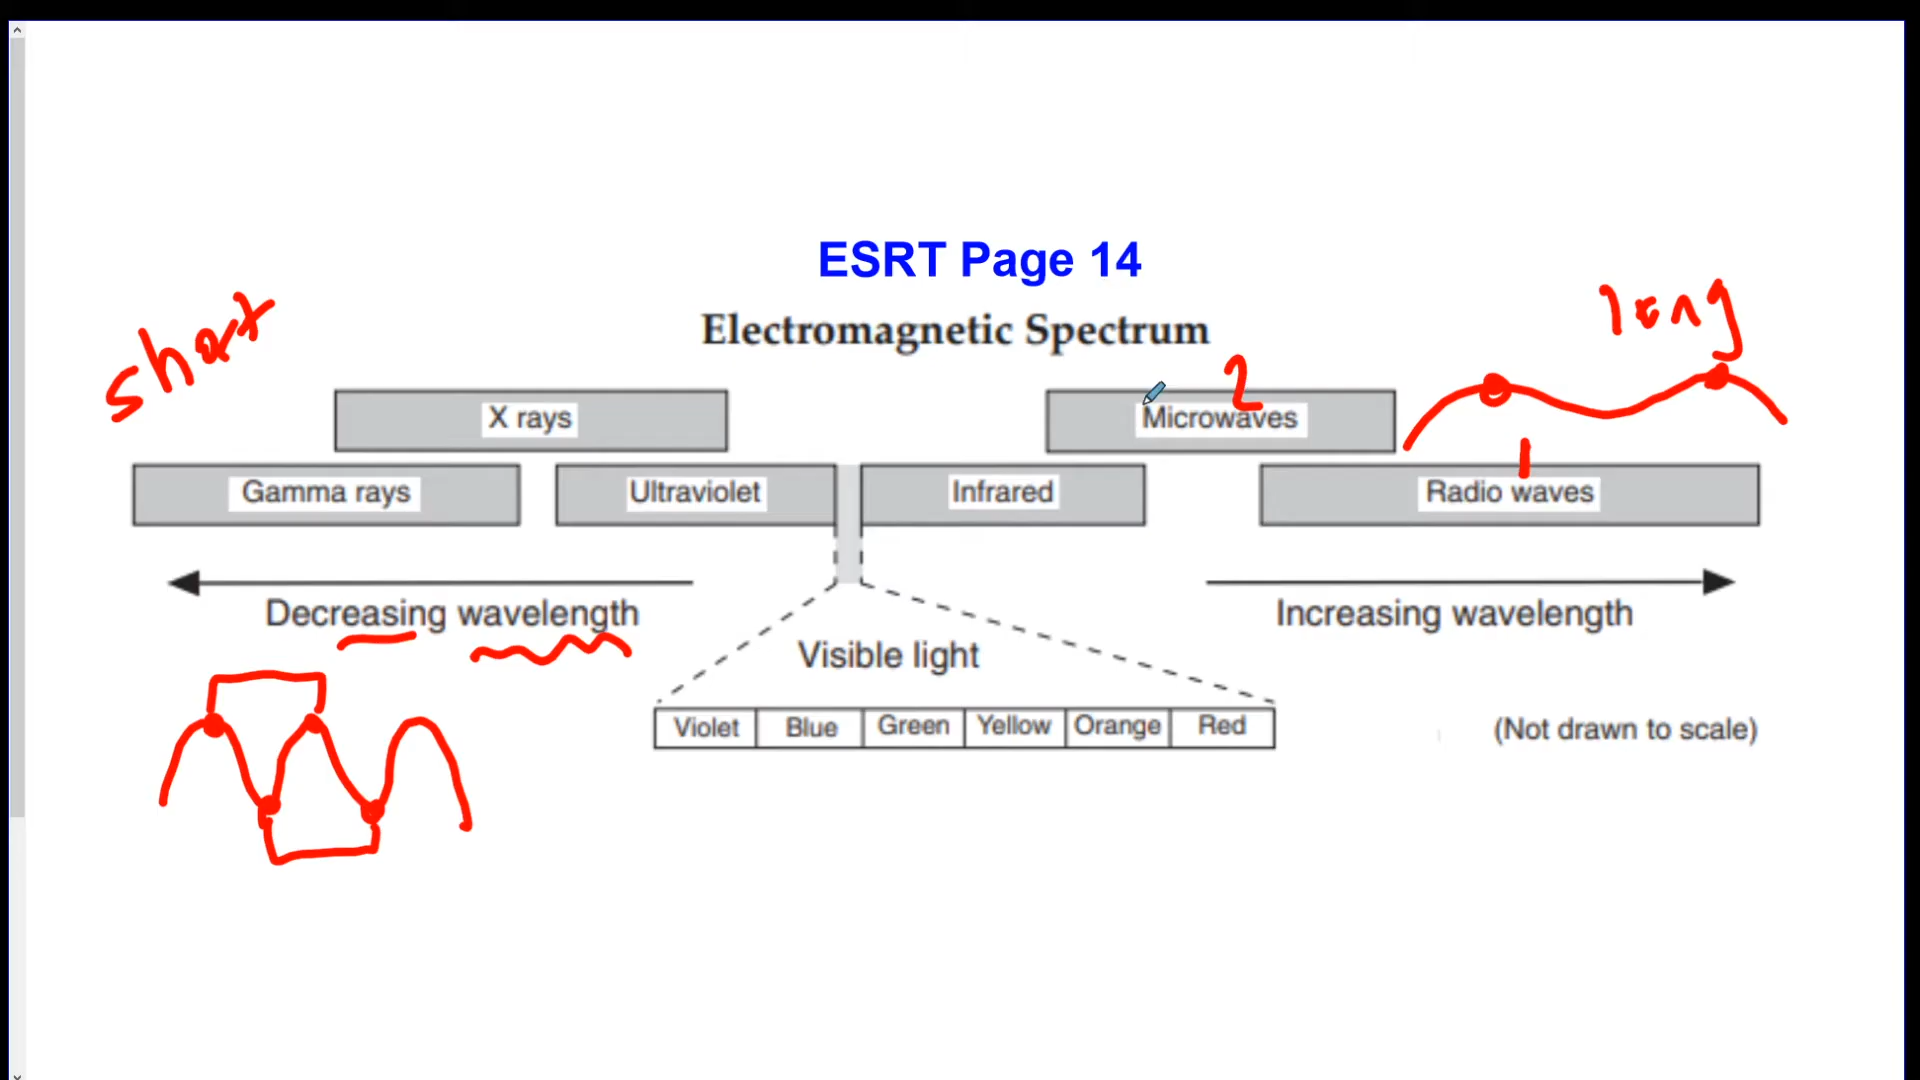 ESRT Page 14
Electromagnetic Spectrum
short
long
2
X rays
Microwaves
1
Gamma rays
Ultraviolet
Infrared
Radio waves
Decreasing wavelength
Increasing wavelength
Visible light
Violet Blue Green Yellow Orange Red
(Not drawn to scale)